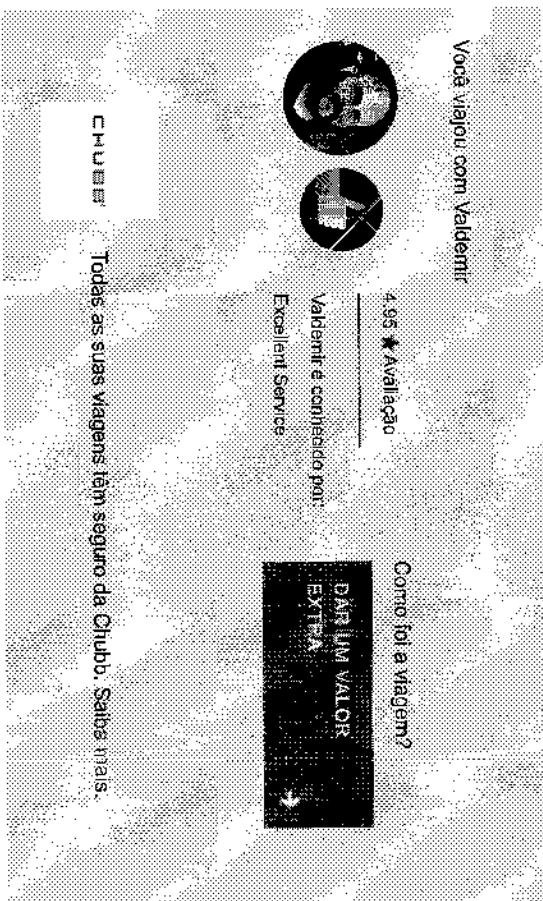 Você viajou com Valdemir
4.95 ★ Avaliação
Valdemir é conhecido por:
Excellent Service
Como foi a viagem?
DAR UM VALOR
EXTRA
CHUBB
Todas as suas viagens têm seguro da Chubb. Saiba mais.